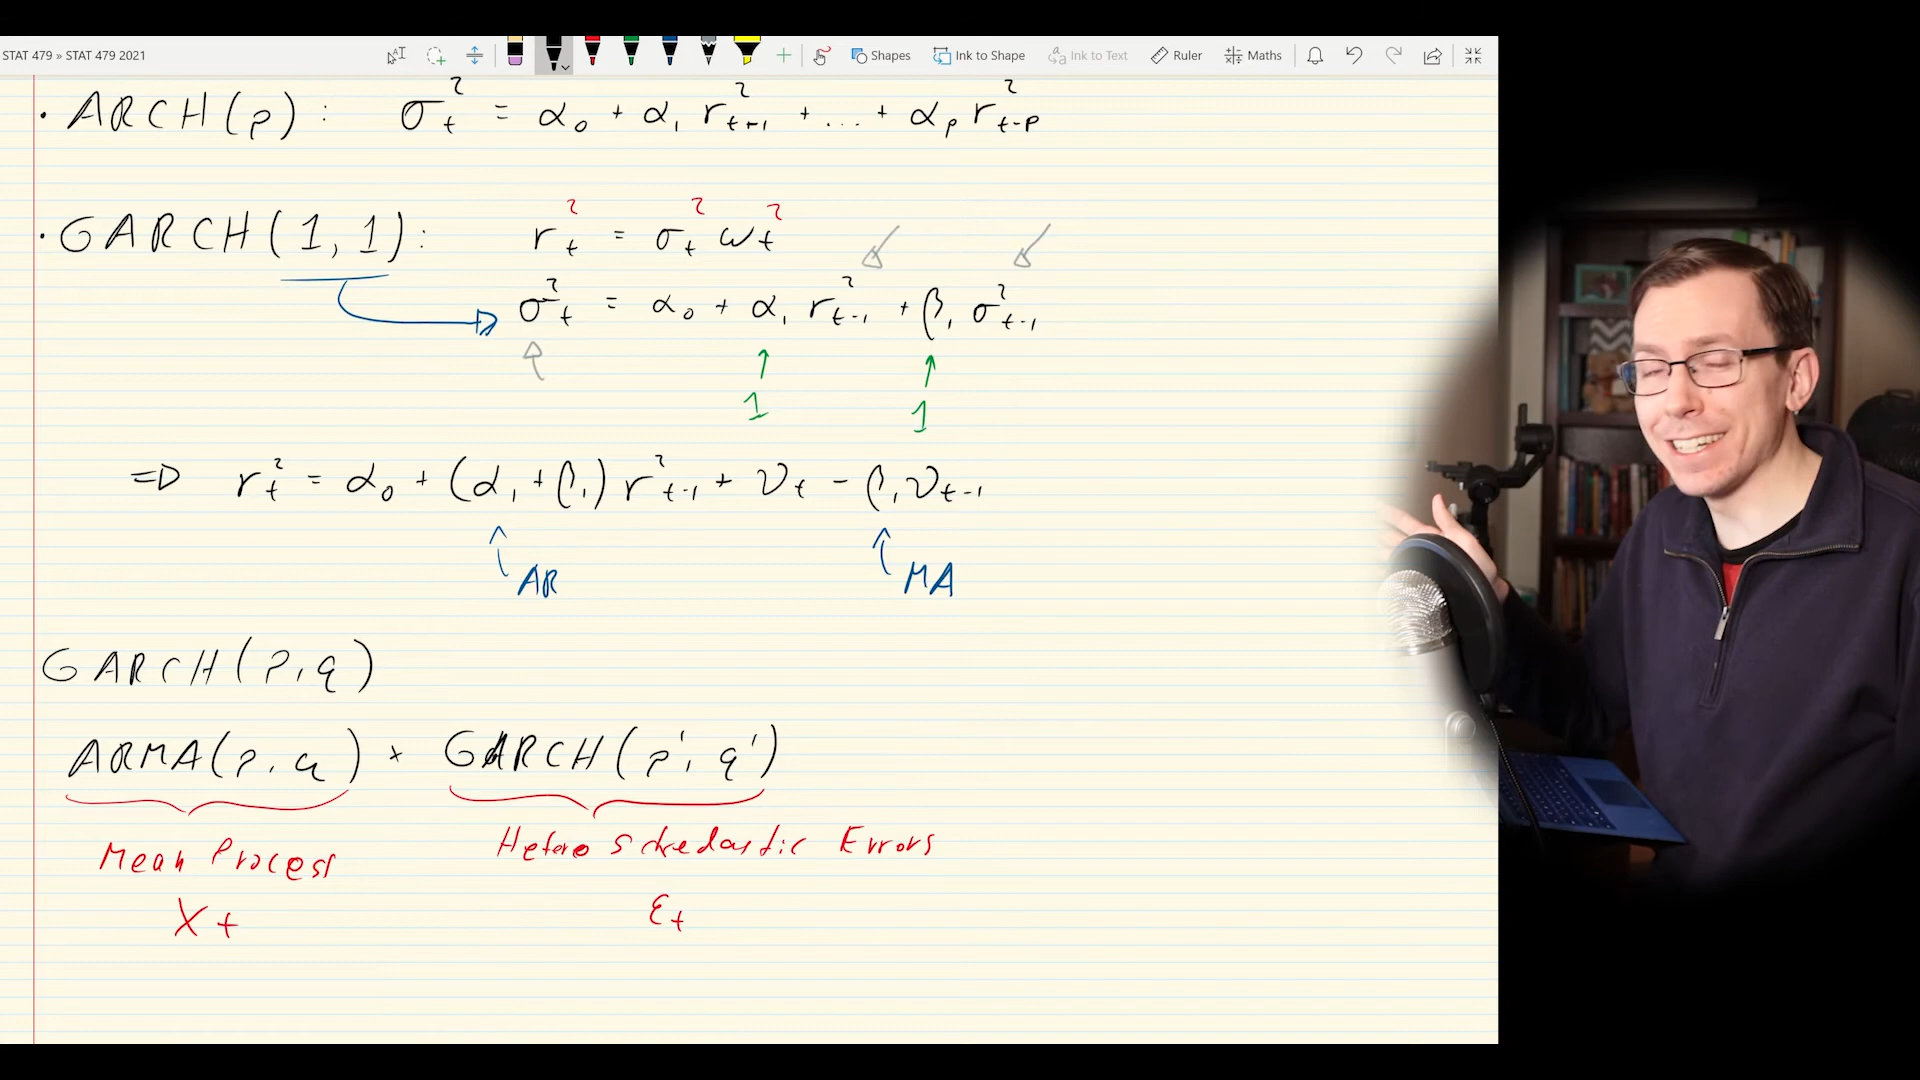 STAT 479 » STAT 479 2021
Shapes Ink to Shape Ink to Text Ruler Maths
• ARCH(p): σ²ₜ = α₀ + α₁ r²ₜ₊₁ + ... + αₚ r²ₜ₋ₚ
• GARCH(1,1): r²ₜ = σ²ₜ ω²ₜ
σ²ₜ = α₀ + α₁ r²ₜ₋₁ + β₁ σ²ₜ₋₁
1 1
=> r²ₜ = α₀ + (α₁ + β₁) r²ₜ₋₁ + νₜ - β₁νₜ₋₁
AR MA
GARCH(p,q)
ARMA(p,q) + GARCH(p',q')
Mean Process Hetero Schedastic Errors
Xₜ εₜ